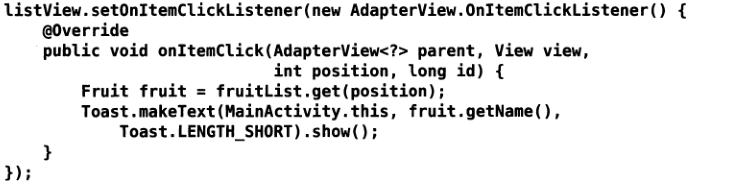 listView.setOnItemClickListener(new AdapterView.OnItemClickListener() {
    @Override
    public void onItemClick(AdapterView<?> parent, View view,
                            int position, long id) {
        Fruit fruit = fruitList.get(position);
        Toast.makeText(MainActivity.this, fruit.getName(),
            Toast.LENGTH_SHORT).show();
    }
});